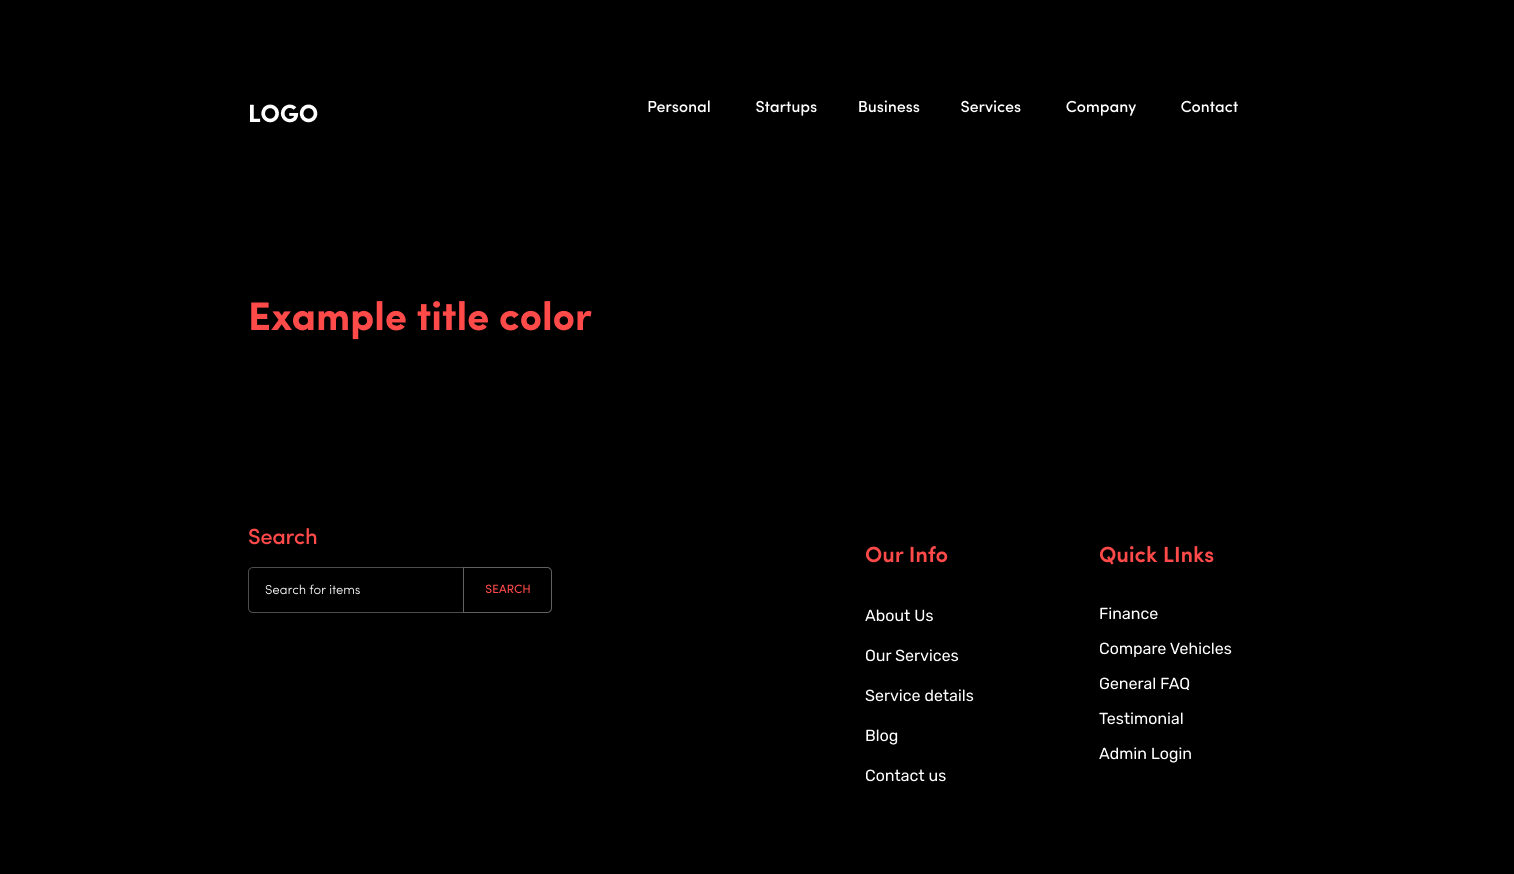 LOGO
Personal Startups Business Services Company Contact
Example title color
Search
Search for items SEARCH
Our Info
About Us
Our Services
Service details
Blog
Contact us
Quick LInks
Finance
Compare Vehicles
General FAQ
Testimonial
Admin Login